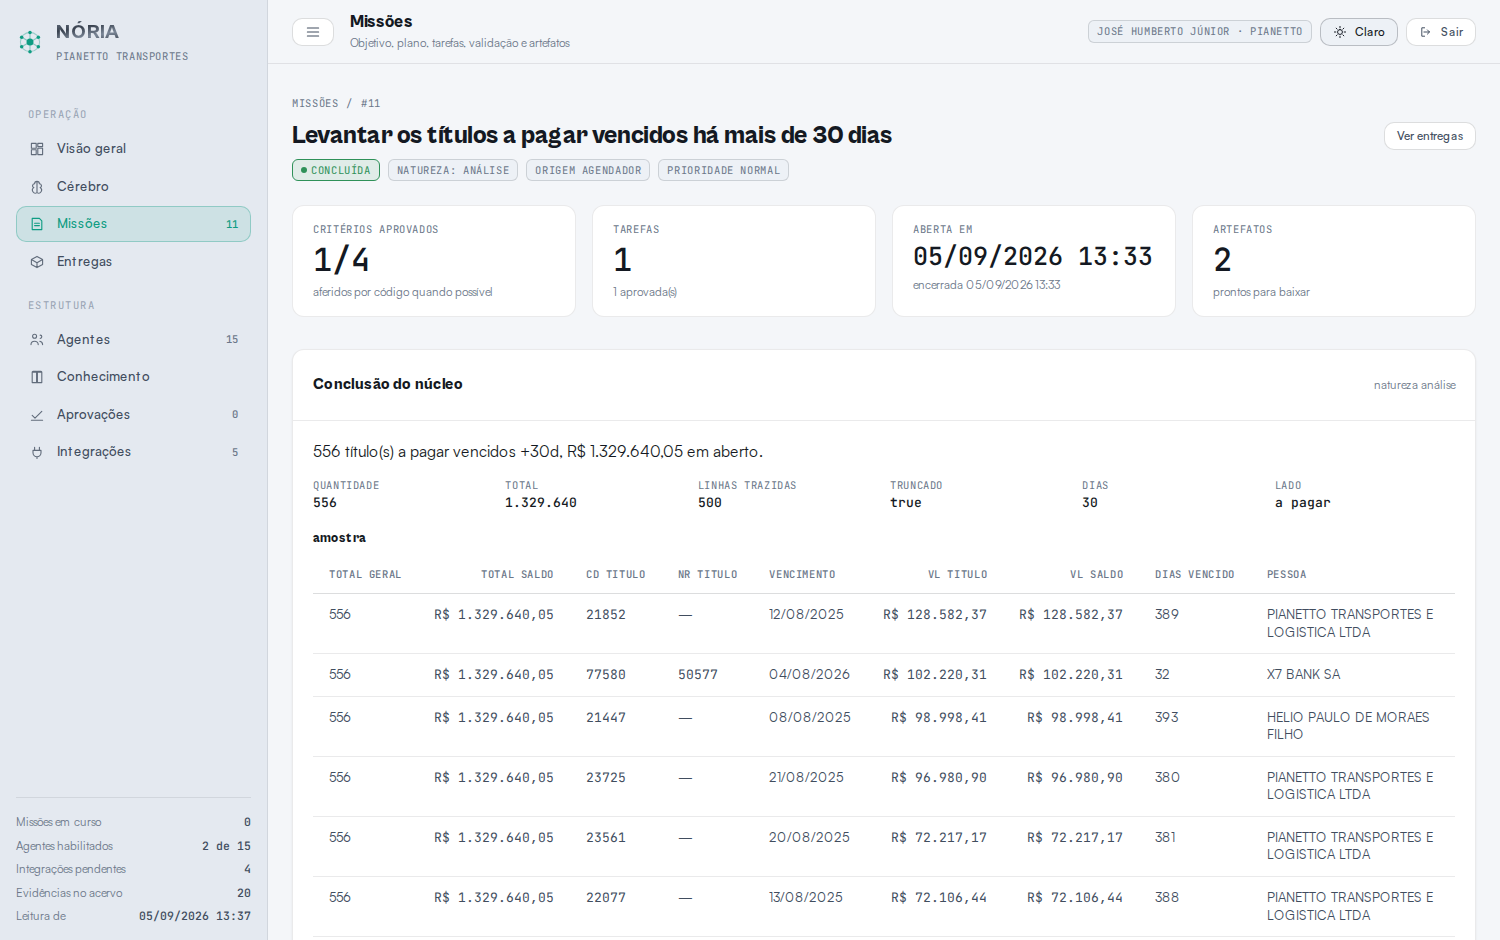 NÓRIA
PIANETTO TRANSPORTES
OPERAÇÃO
Visão geral
Cérebro
Missões 11
Entregas
ESTRUTURA
Agentes 15
Conhecimento
Aprovações 0
Integrações 5
Missões em curso 0
Agentes habilitados 2 de 15
Integrações pendentes 4
Evidências no acervo 20
Leitura de 05/09/2026 13:37
Missões
Objetivo, plano, tarefas, validação e artefatos
JOSÉ HUMBERTO JÚNIOR · PIANETTO
Claro
Sair
MISSÕES / #11
Levantar os títulos a pagar vencidos há mais de 30 dias
Ver entregas
CONCLUÍDA NATUREZA: ANÁLISE ORIGEM AGENDADOR PRIORIDADE NORMAL
CRITÉRIOS APROVADOS
1/4
aferidos por código quando possível
TAREFAS
1
1 aprovada(s)
ABERTA EM
05/09/2026 13:33
encerrada 05/09/2026 13:33
ARTEFATOS
2
prontos para baixar
Conclusão do núcleo
natureza análise
556 título(s) a pagar vencidos +30d, R$ 1.329.640,05 em aberto.
QUANTIDADE TOTAL LINHAS TRAZIDAS TRUNCADO DIAS LADO
556 1.329.640 500 true 30 a pagar
amostra
TOTAL GERAL TOTAL SALDO CD TITULO NR TITULO VENCIMENTO VL TITULO VL SALDO DIAS VENCIDO PESSOA
556 R$ 1.329.640,05 21852 — 12/08/2025 R$ 128.582,37 R$ 128.582,37 389 PIANETTO TRANSPORTES E
LOGISTICA LTDA
556 R$ 1.329.640,05 77580 50577 04/08/2026 R$ 102.220,31 R$ 102.220,31 32 X7 BANK SA
556 R$ 1.329.640,05 21447 — 08/08/2025 R$ 98.998,41 R$ 98.998,41 393 HELIO PAULO DE MORAES
FILHO
556 R$ 1.329.640,05 23725 — 21/08/2025 R$ 96.980,90 R$ 96.980,90 380 PIANETTO TRANSPORTES E
LOGISTICA LTDA
556 R$ 1.329.640,05 23561 — 20/08/2025 R$ 72.217,17 R$ 72.217,17 381 PIANETTO TRANSPORTES E
LOGISTICA LTDA
556 R$ 1.329.640,05 22077 — 13/08/2025 R$ 72.106,44 R$ 72.106,44 388 PIANETTO TRANSPORTES E
LOGISTICA LTDA